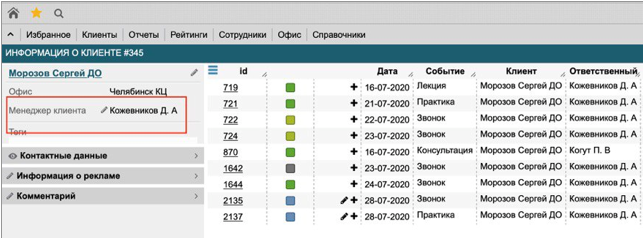 Избранное Клиенты Отчеты Рейтинги Сотрудники Офис Справочники
ИНФОРМАЦИЯ О КЛИЕНТЕ #345
Морозов Сергей ДО
Офис Челябинск КЦ
Менеджер клиента Кожевников Д. А
Теги
Контактные данные
Информация о рекламе
Комментарий
id Дата Событие Клиент Ответственный
719 16-07-2020 Лекция Морозов Сергей ДО Кожевников Д. А
721 21-07-2020 Практика Морозов Сергей ДО Кожевников Д. А
722 22-07-2020 Звонок Морозов Сергей ДО Кожевников Д. А
724 23-07-2020 Звонок Морозов Сергей ДО Кожевников Д. А
870 16-07-2020 Консультация Морозов Сергей ДО Когут П. В
1642 23-07-2020 Звонок Морозов Сергей ДО Кожевников Д. А
1644 24-07-2020 Звонок Морозов Сергей ДО Кожевников Д. А
2135 28-07-2020 Звонок Морозов Сергей ДО Кожевников Д. А
2137 28-07-2020 Практика Морозов Сергей ДО Кожевников Д. А